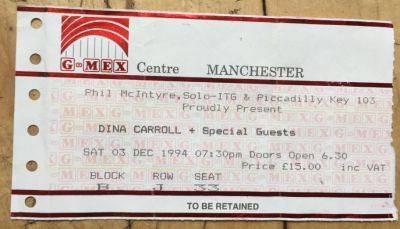 G-MEX Centre MANCHESTER
Phil McIntyre,Solo-ITG & Piccadilly Key 103
Proudly Present
DINA CARROLL + Special Guests
SAT 03 DEC 1994 07:30pm Doors Open 6.30
Price £15.00 inc VAT
BLOCK ROW SEAT
B J 33
TO BE RETAINED